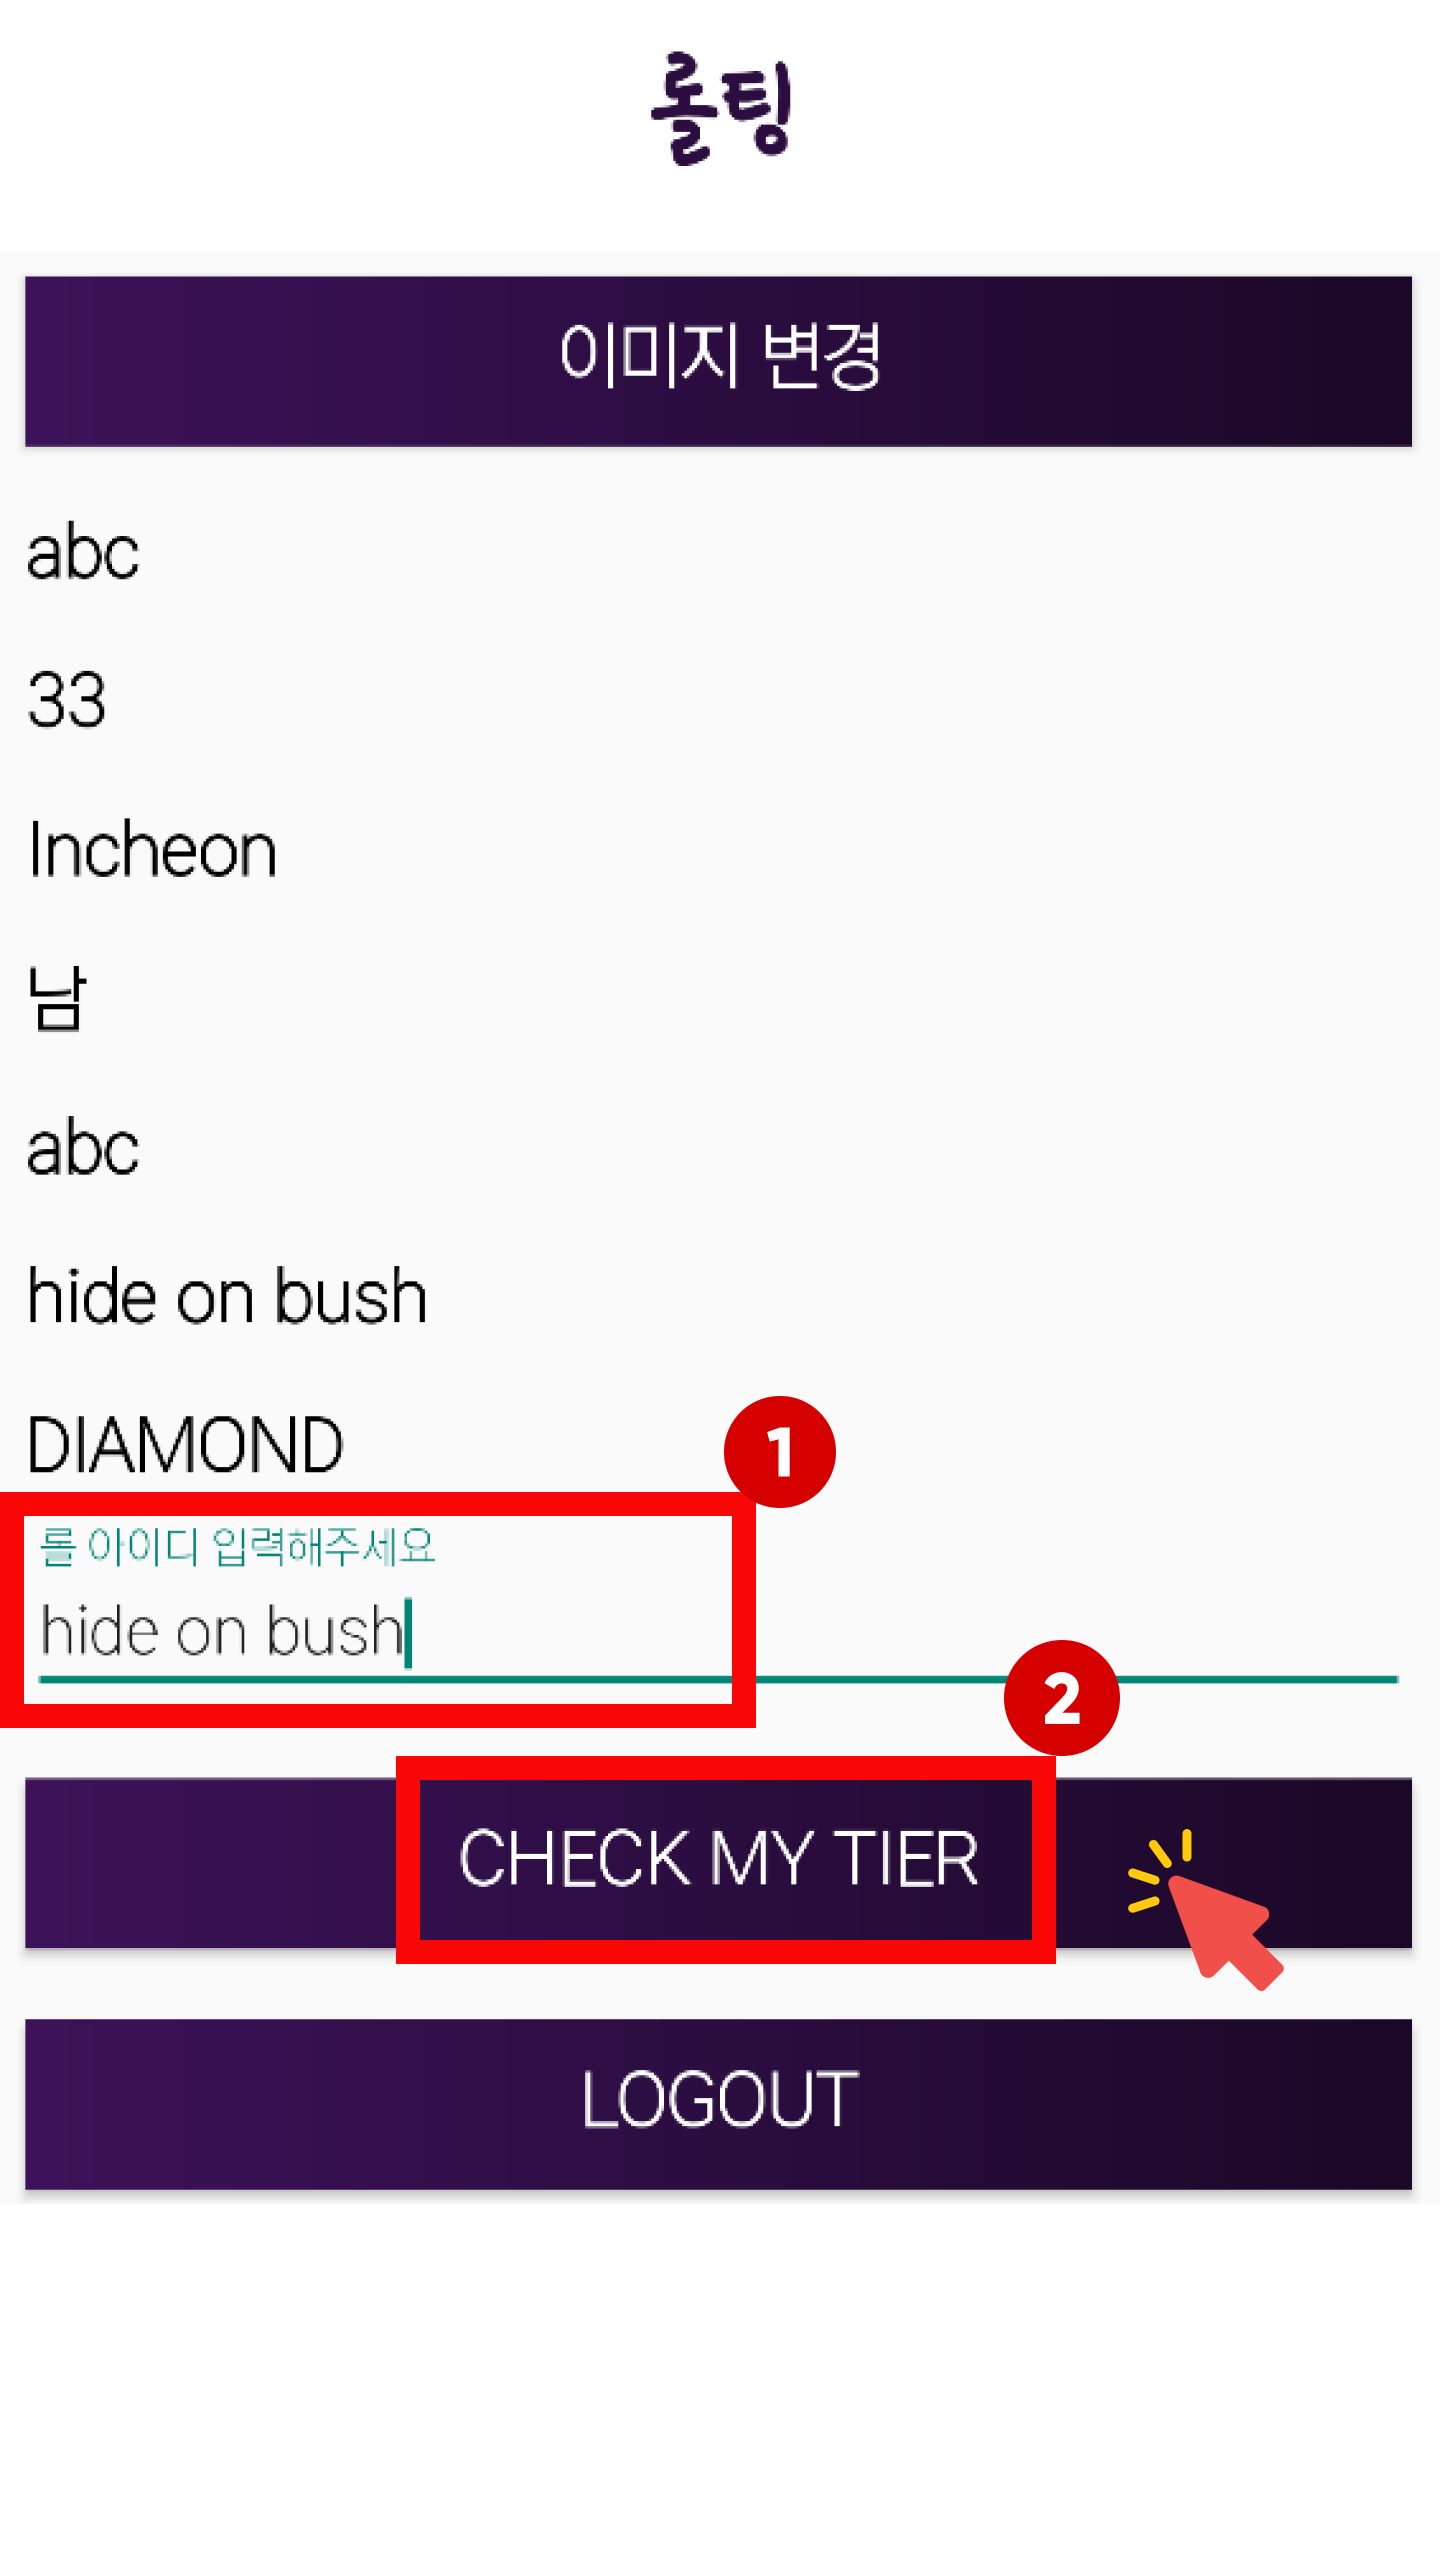 롤팅
이미지 변경
abc
33
Incheon
남
abc
hide on bush
DIAMOND
1
롤 아이디 입력해주세요
hide on bush
2
CHECK MY TIER
LOGOUT